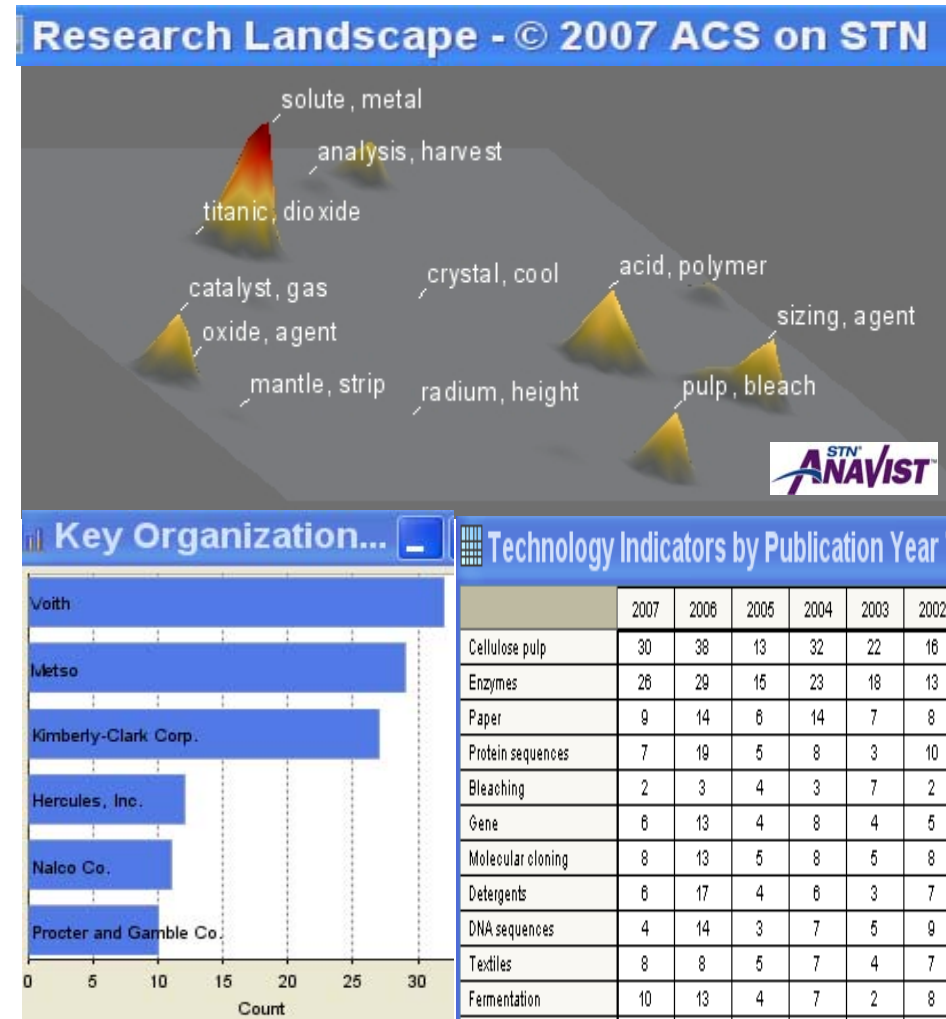 Research Landscape - © 2007 ACS on STN
solute, metal
analysis, harvest
titanic, dioxide
acid, polymer
crystal, cool
catalyst, gas
sizing, agent
oxide, agent
mantle, strip
radium, height
pulp, bleach
STN®
ANAVIST™
Key Organization...
Voith
Metso
Kimberly-Clark Corp.
Hercules, Inc.
Nalco Co.
Procter and Gamble Co.
0 5 10 15 20 25 30
Count
Technology Indicators by Publication Year
2007 2006 2005 2004 2003 2002
Cellulose pulp 30 38 13 32 22 16
Enzymes 26 29 15 23 18 13
Paper 9 14 6 14 7 8
Protein sequences 7 19 5 8 3 10
Bleaching 2 3 4 3 7 2
Gene 6 13 4 8 4 5
Molecular cloning 8 13 5 8 5 8
Detergents 6 17 4 6 3 7
DNA sequences 4 14 3 7 5 9
Textiles 8 8 5 7 4 7
Fermentation 10 13 4 7 2 8